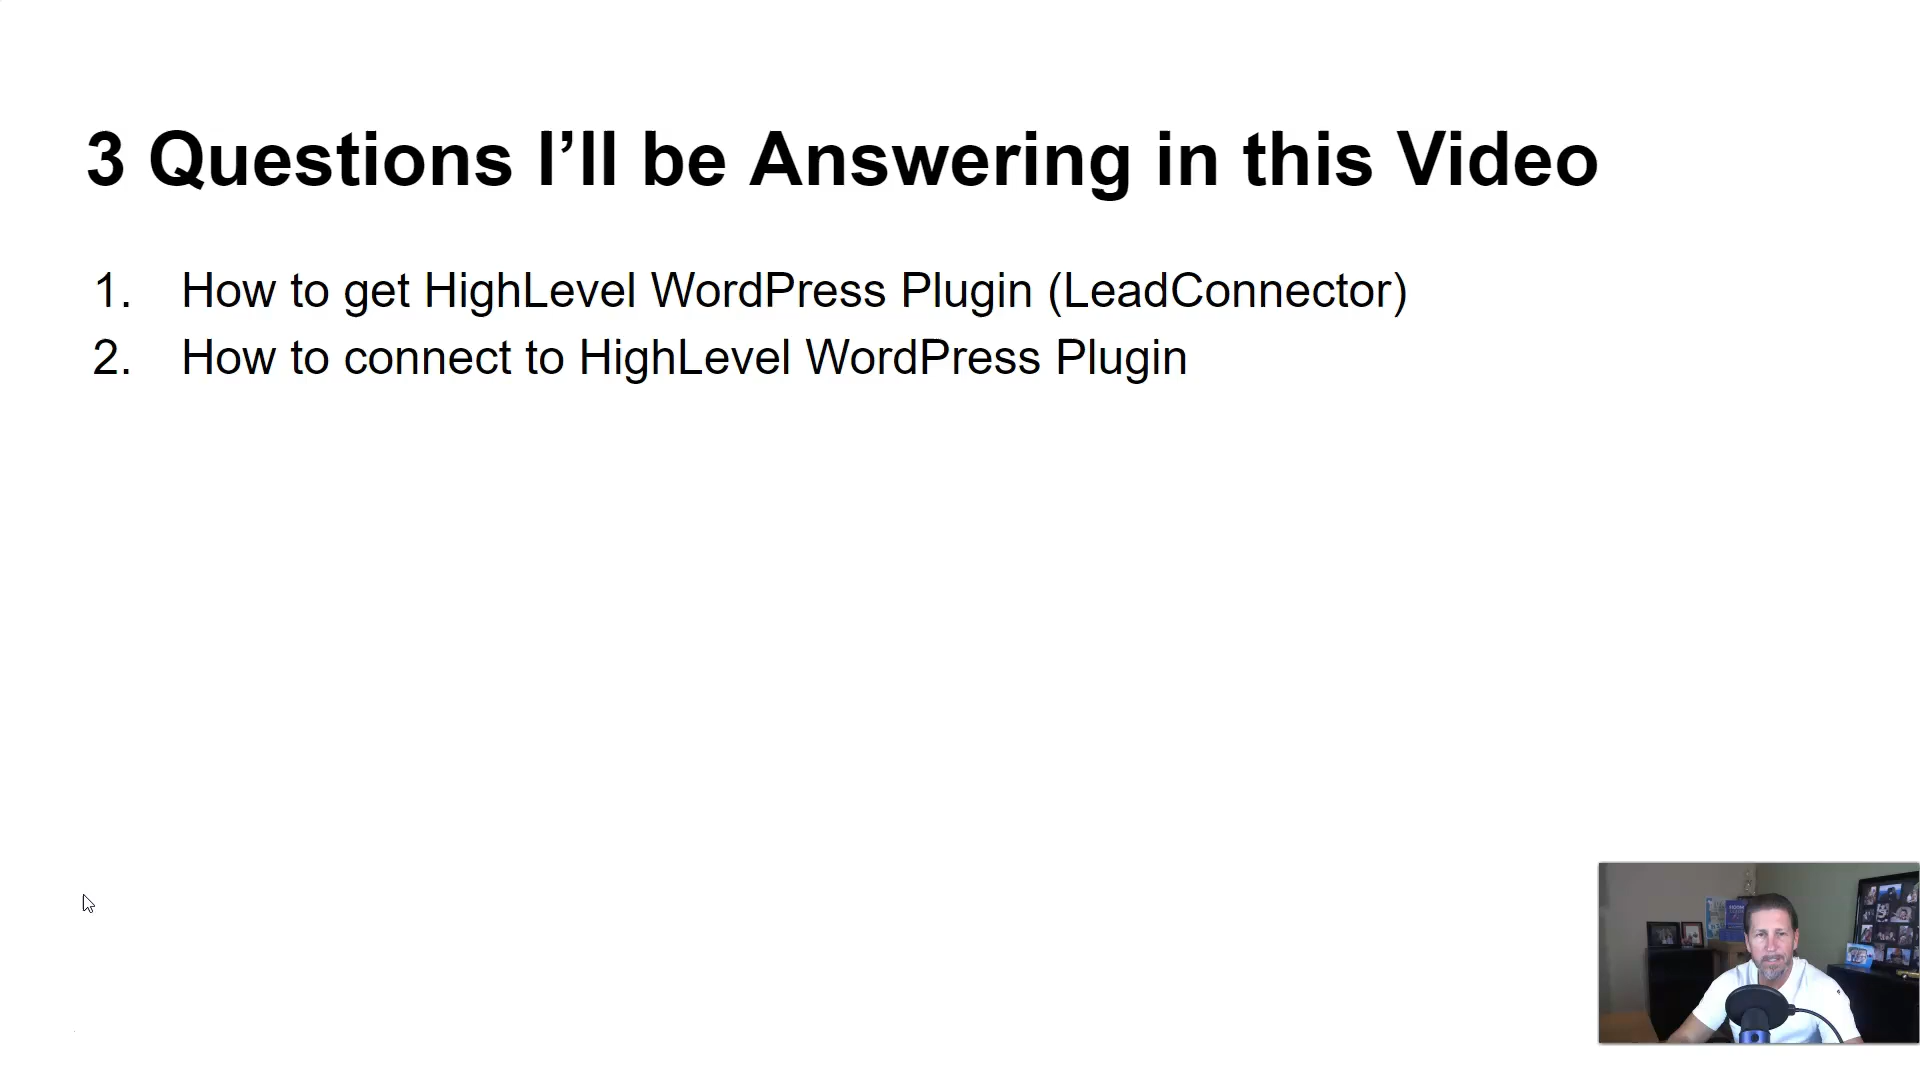 3 Questions I’ll be Answering in this Video
1. How to get HighLevel WordPress Plugin (LeadConnector)
2. How to connect to HighLevel WordPress Plugin